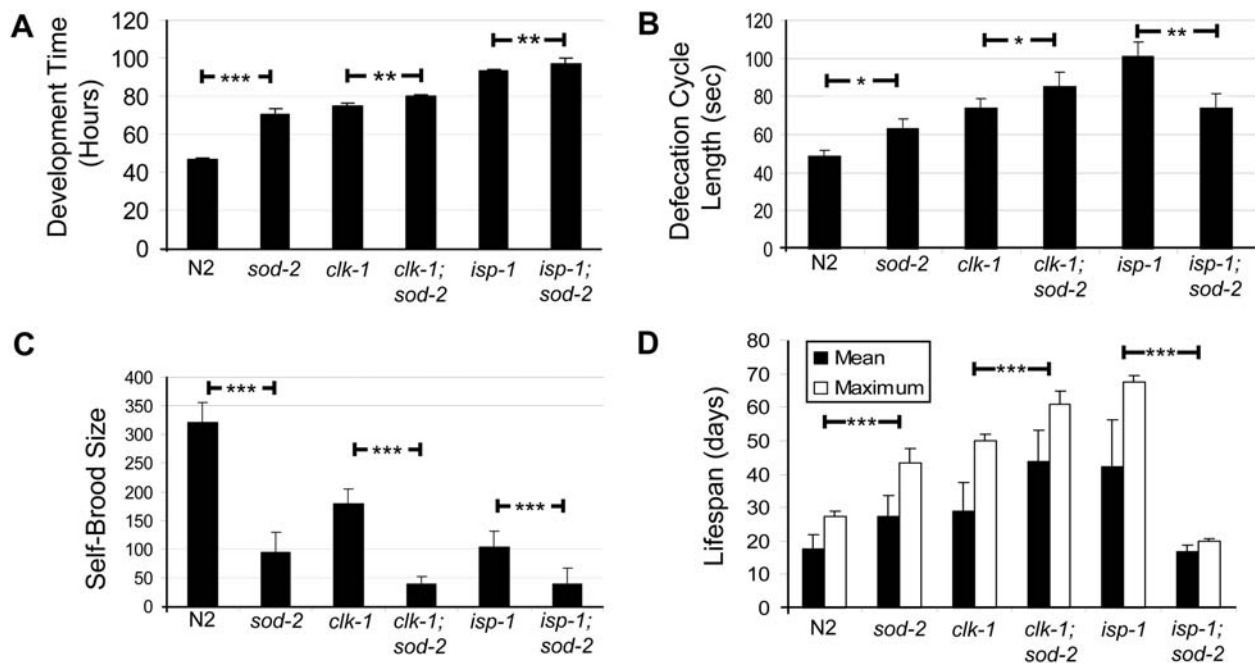 A
Development Time
(Hours)
120
100
80
60
40
20
0
***
**
**
N2
sod-2
clk-1
clk-1;
sod-2
isp-1
isp-1;
sod-2
B
Defecation Cycle
Length (sec)
120
100
80
60
40
20
0
*
*
**
N2
sod-2
clk-1
clk-1;
sod-2
isp-1
isp-1;
sod-2
C
Self-Brood Size
400
350
300
250
200
150
100
50
0
***
***
***
N2
sod-2
clk-1
clk-1;
sod-2
isp-1
isp-1;
sod-2
D
Lifespan (days)
80
70
60
50
40
30
20
10
0
Mean
Maximum
***
***
***
N2
sod-2
clk-1
clk-1;
sod-2
isp-1
isp-1;
sod-2